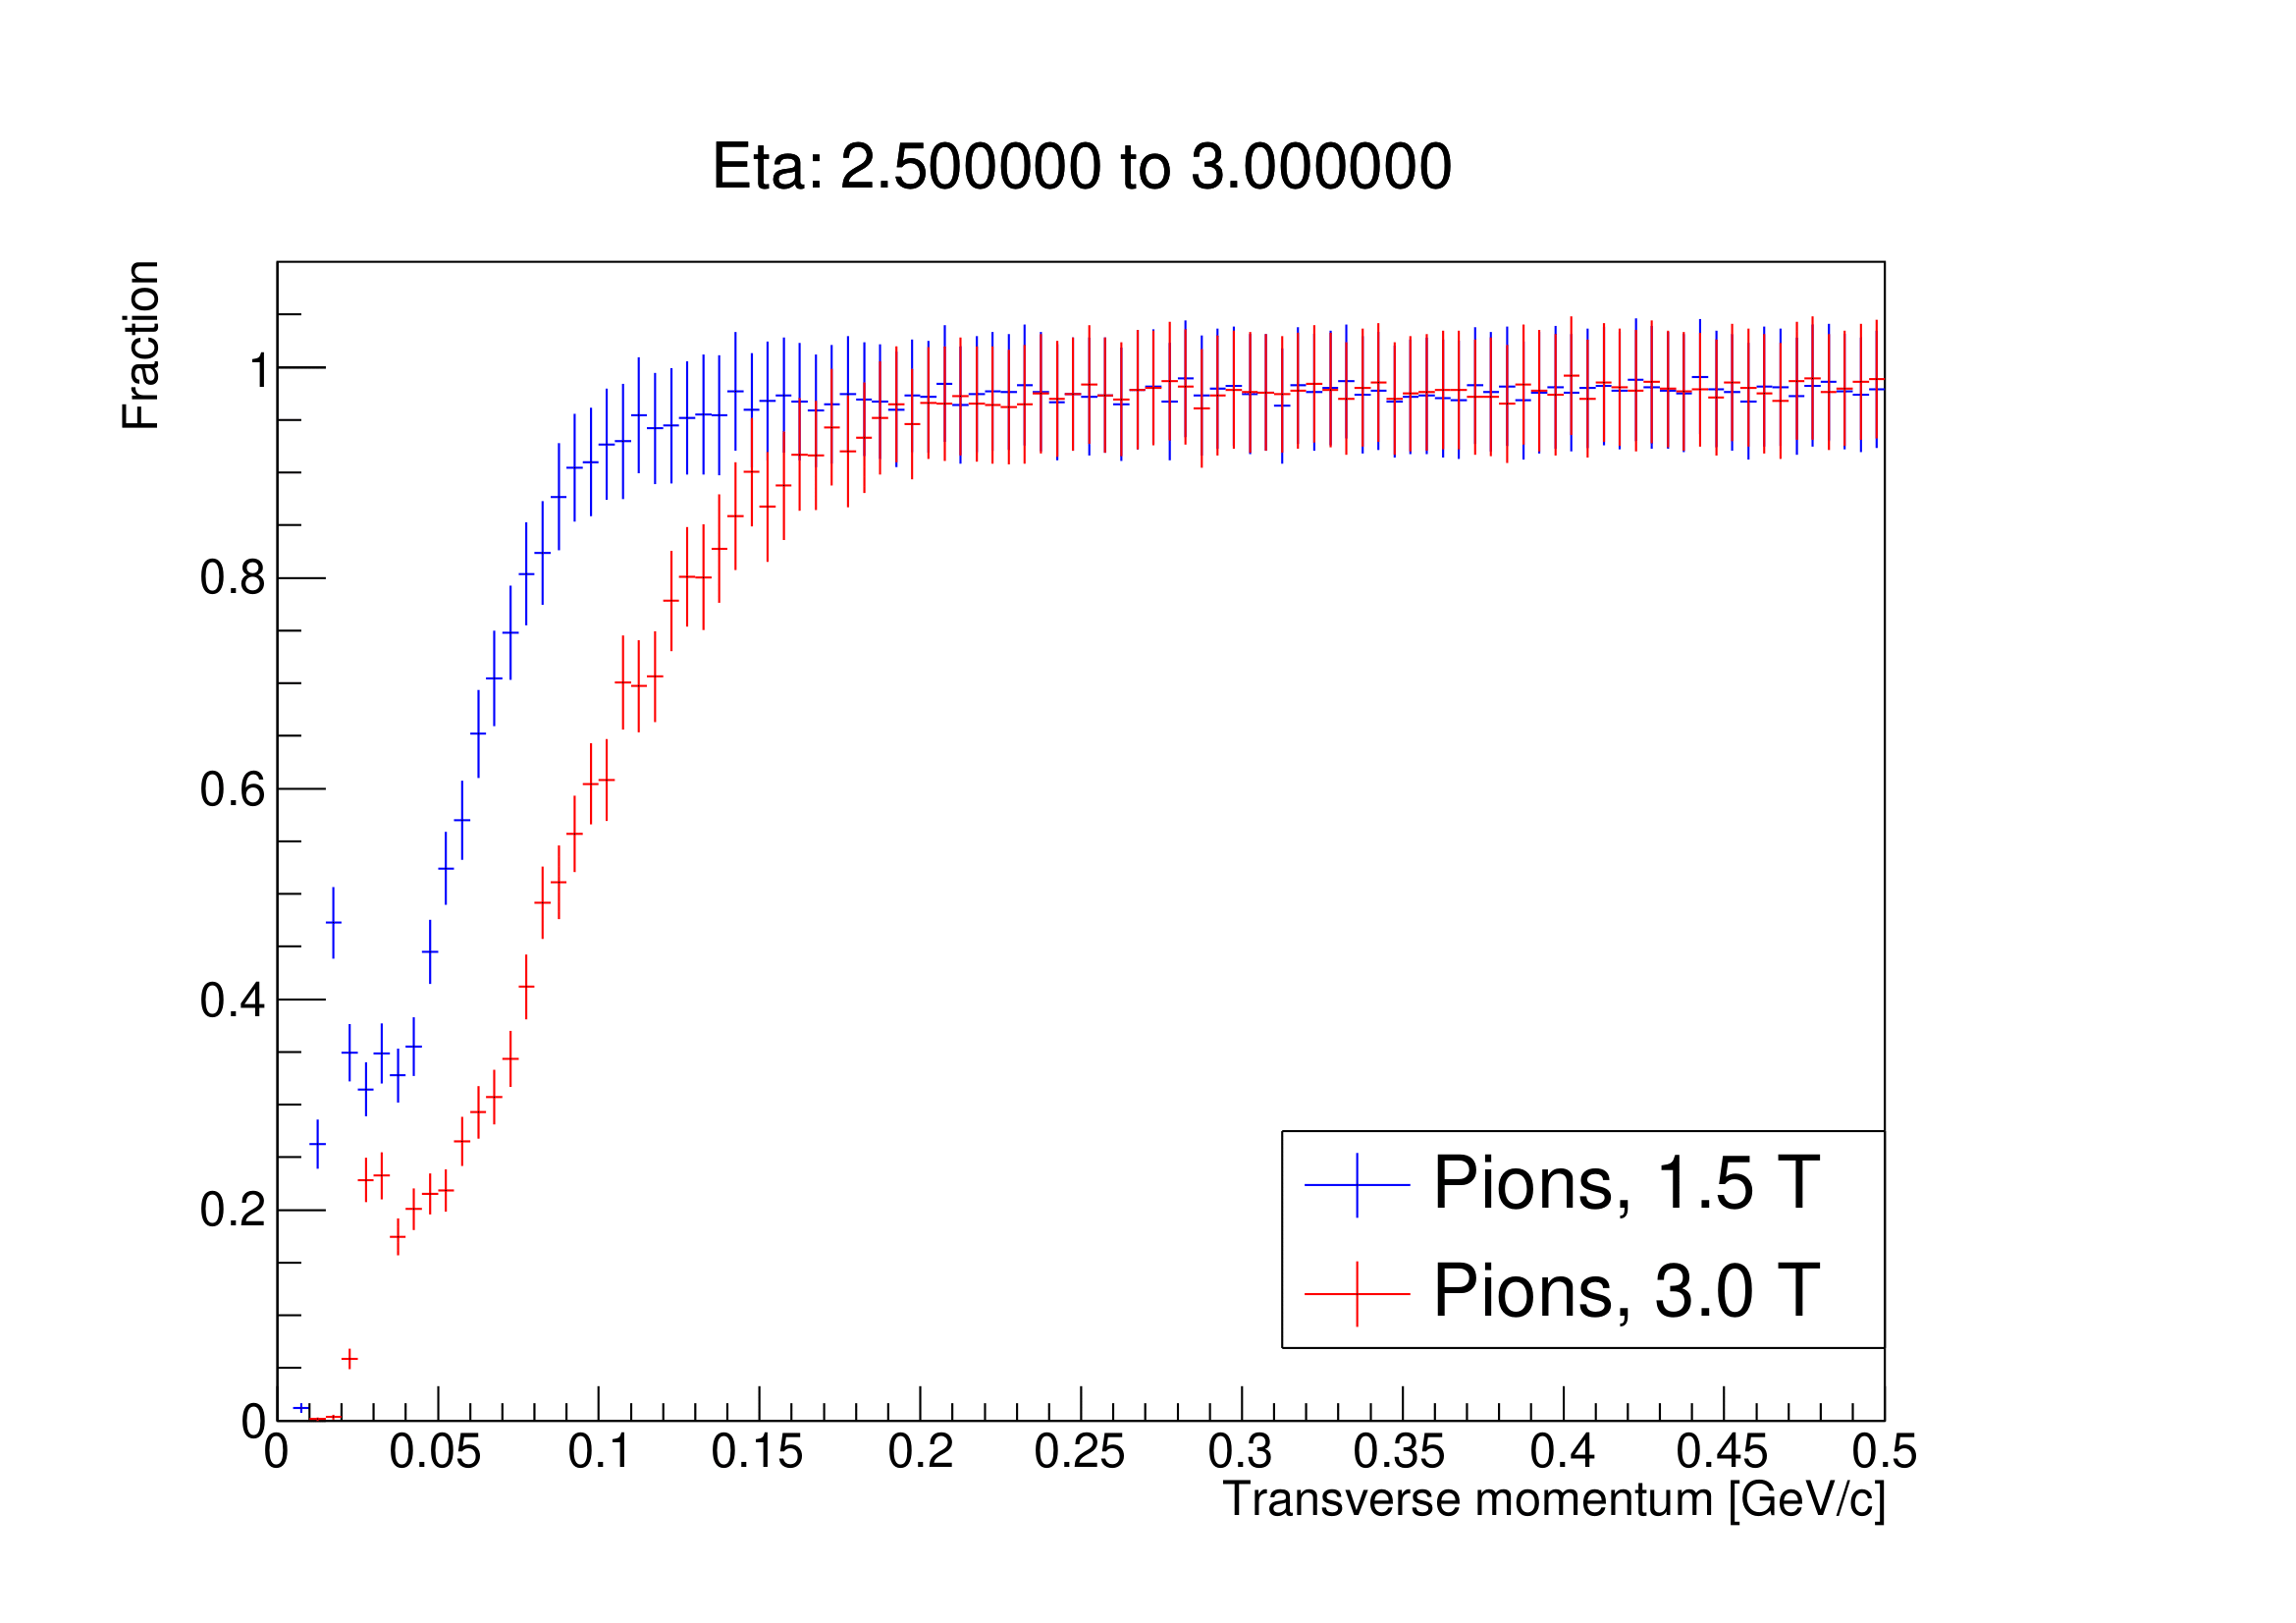 Eta: 2.500000 to 3.000000
Fraction
1
0.8
0.6
0.4
0.2
0
0 0.05 0.1 0.15 0.2 0.25 0.3 0.35 0.4 0.45 0.5
Transverse momentum [GeV/c]
Pions, 1.5 T
Pions, 3.0 T